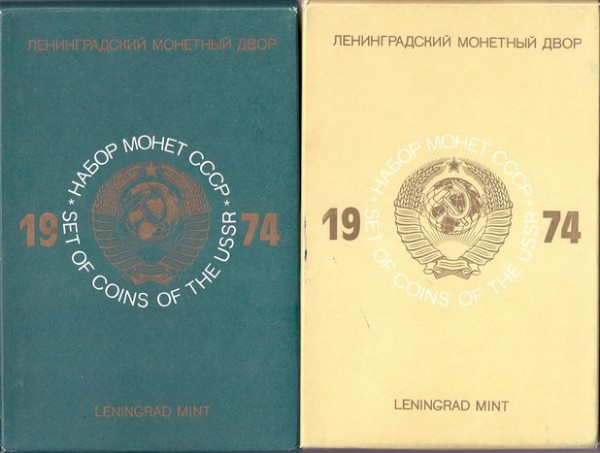 ЛЕНИНГРАДСКИЙ МОНЕТНЫЙ ДВОР
* НАБОР МОНЕТ СССР *
SET OF COINS OF THE USSR
19 74
LENINGRAD MINT
ЛЕНИНГРАДСКИЙ МОНЕТНЫЙ ДВОР
* НАБОР МОНЕТ СССР *
SET OF COINS OF THE USSR
19 74
LENINGRAD MINT